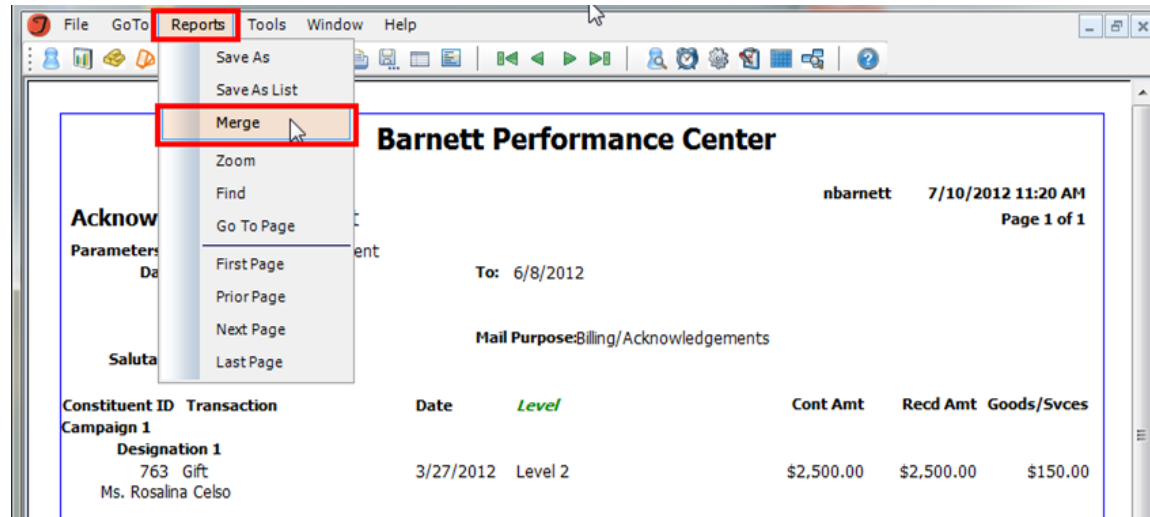 File GoTo Reports Tools Window Help
Save As
Save As List
Merge
Barnett Performance Center
Zoom
nbarnett 7/10/2012 11:20 AM
Find
Acknow
Go To Page
Page 1 of 1
Parameters ent
First Page
Da To: 6/8/2012
Prior Page
Next Page
Mail Purpose:Billing/Acknowledgements
Saluta Last Page
Constituent ID Transaction Date Level Cont Amt Recd Amt Goods/Svces
Campaign 1
Designation 1
763 Gift 3/27/2012 Level 2 $2,500.00 $2,500.00 $150.00
Ms. Rosalina Celso